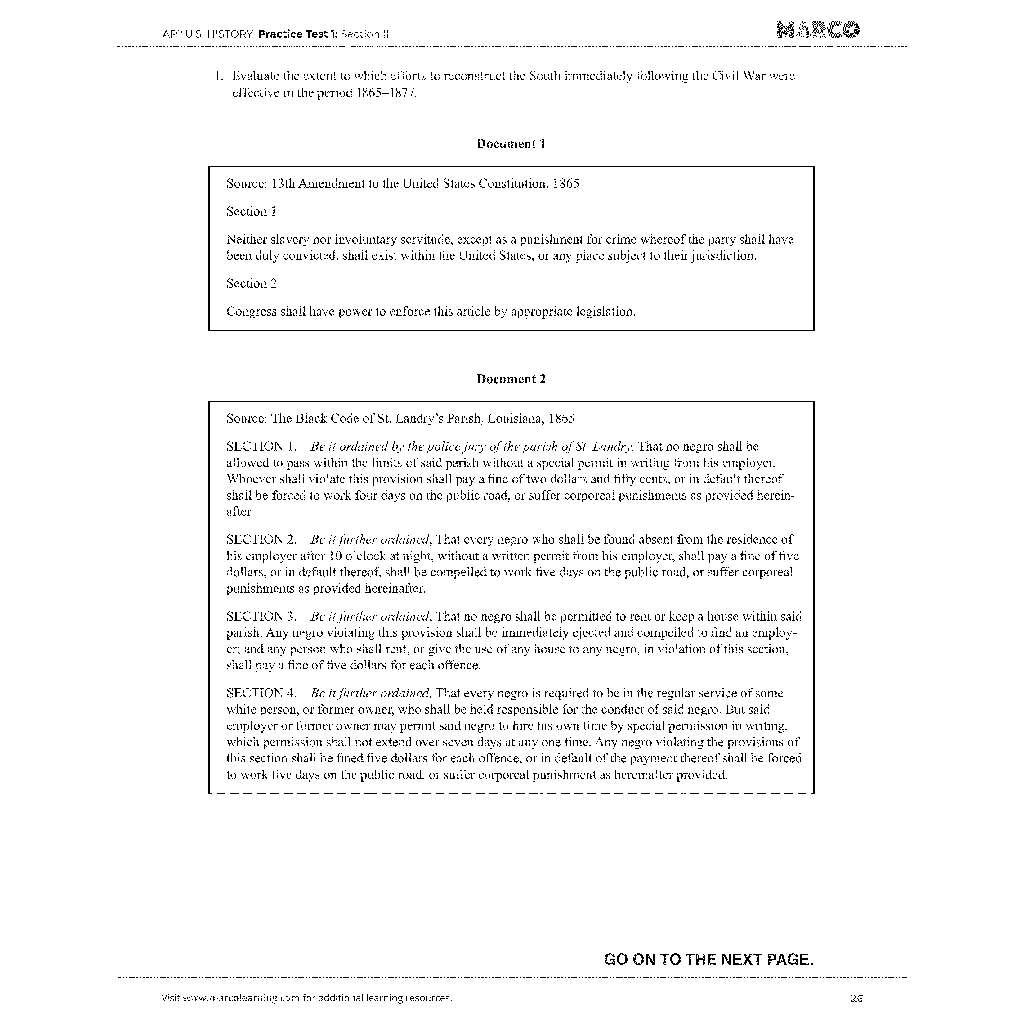 AP® U.S. HISTORY Practice Test 1: Section II
MARCO
1. Evaluate the extent to which efforts to reconstruct the South immediately following the Civil War were
effective in the period 1865–1877.
Document 1
Source: 13th Amendment to the United States Constitution, 1865
Section 1
Neither slavery nor involuntary servitude, except as a punishment for crime whereof the party shall have
been duly convicted, shall exist within the United States, or any place subject to their jurisdiction.
Section 2
Congress shall have power to enforce this article by appropriate legislation.
Document 2
Source: The Black Code of St. Landry's Parish, Louisiana, 1865
SECTION 1. Be it ordained by the police jury of the parish of St. Landry, That no negro shall be
allowed to pass within the limits of said parish without a special permit in writing from his employer.
Whoever shall violate this provision shall pay a fine of two dollars and fifty cents, or in default thereof
shall be forced to work four days on the public road, or suffer corporeal punishments as provided herein-
after
SECTION 2. Be it further ordained, That every negro who shall be found absent from the residence of
his employer after 10 o'clock at night, without a written permit from his employer, shall pay a fine of five
dollars, or in default thereof, shall be compelled to work five days on the public road, or suffer corporeal
punishments as provided hereinafter.
SECTION 3. Be it further ordained, That no negro shall be permitted to rent or keep a house within said
parish. Any negro violating this provision shall be immediately ejected and compelled to find an employ-
er; and any person who shall rent, or give the use of any house to any negro, in violation of this section,
shall pay a fine of five dollars for each offence.
SECTION 4. Be it further ordained, That every negro is required to be in the regular service of some
white person, or former owner, who shall be held responsible for the conduct of said negro. But said
employer or former owner may permit said negro to hire his own time by special permission in writing,
which permission shall not extend over seven days at any one time. Any negro violating the provisions of
this section shall be fined five dollars for each offence, or in default of the payment thereof shall be forced
to work five days on the public road, or suffer corporeal punishment as hereinafter provided.
GO ON TO THE NEXT PAGE.
Visit www.marcolearning.com for additional learning resources.
26